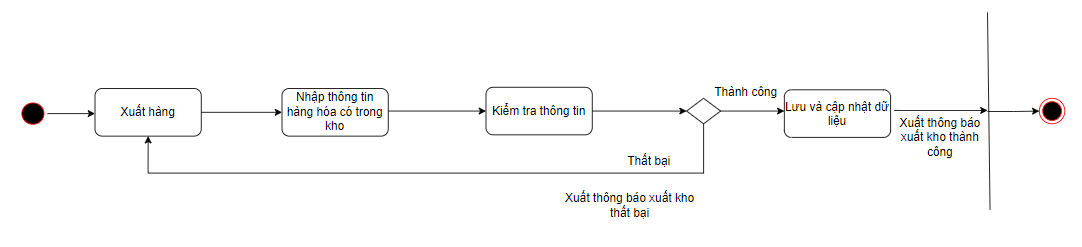 Xuất hàng
Nhập thông tin
hàng hóa có trong
kho
Kiểm tra thông tin
Thành công
Lưu và cập nhật dữ
liệu
Xuất thông báo
xuất kho thành
công
Thất bại
Xuất thông báo xuất kho
thất bại